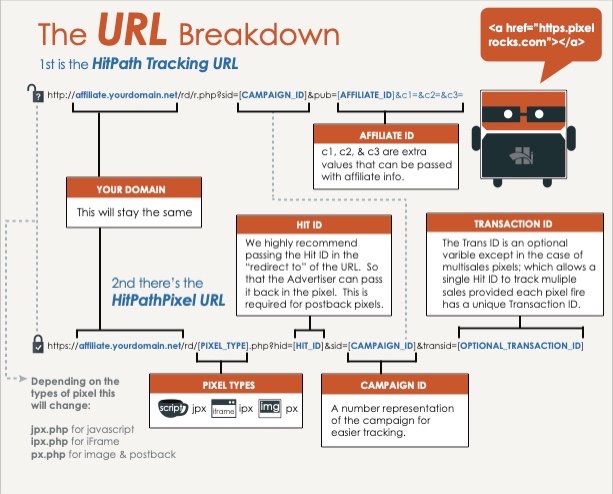 The URL Breakdown
<a href="https.pixel
rocks.com"></a>
1st is the HitPath Tracking URL
?
http://affiliate.yourdomain.net/rd/r.php?sid=[CAMPAIGN_ID]&pub=[AFFILIATE_ID]&c1=&c2=&c3=
AFFILIATE ID
c1, c2, & c3 are extra
values that can be passed
with affiliate info.
YOUR DOMAIN
This will stay the same
HIT ID
We highly recommend
passing the Hit ID in the
"redirect to" of the URL. So
that the Advertiser can pass
it back in the pixel. This is
required for postback pixels.
TRANSACTION ID
The Trans ID is an optional
varible except in the case of
multisales pixels; which allows a
single Hit ID to track muliple
sales provided each pixel fire
has a unique Transaction ID.
2nd there's the
HitPathPixel URL
https://affiliate.yourdomain.net/rd/[PIXEL_TYPE].php?hid=[HIT_ID]&sid=[CAMPAIGN_ID]&transid=[OPTIONAL_TRANSACTION_ID]
Depending on the
types of pixel this
will change:
jpx.php for javascript
ipx.php for iFrame
px.php for image & postback
PIXEL TYPES
script jpx iframe ipx img px
CAMPAIGN ID
A number representation
of the campaign for
easier tracking.